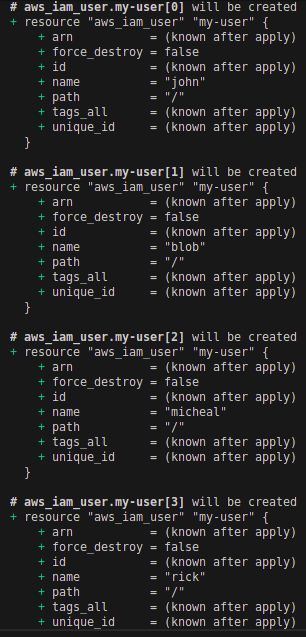 # aws_iam_user.my-user[0] will be created
+ resource "aws_iam_user" "my-user" {
+ arn = (known after apply)
+ force_destroy = false
+ id = (known after apply)
+ name = "john"
+ path = "/"
+ tags_all = (known after apply)
+ unique_id = (known after apply)
}
# aws_iam_user.my-user[1] will be created
+ resource "aws_iam_user" "my-user" {
+ arn = (known after apply)
+ force_destroy = false
+ id = (known after apply)
+ name = "blob"
+ path = "/"
+ tags_all = (known after apply)
+ unique_id = (known after apply)
}
# aws_iam_user.my-user[2] will be created
+ resource "aws_iam_user" "my-user" {
+ arn = (known after apply)
+ force_destroy = false
+ id = (known after apply)
+ name = "micheal"
+ path = "/"
+ tags_all = (known after apply)
+ unique_id = (known after apply)
}
# aws_iam_user.my-user[3] will be created
+ resource "aws_iam_user" "my-user" {
+ arn = (known after apply)
+ force_destroy = false
+ id = (known after apply)
+ name = "rick"
+ path = "/"
+ tags_all = (known after apply)
+ unique_id = (known after apply)